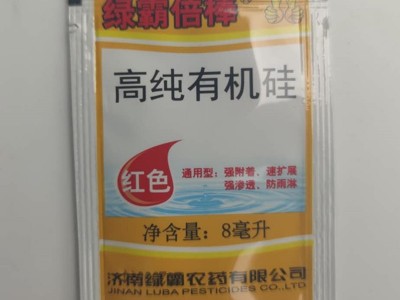 绿霸倍棒
高纯有机硅
红色
通用型：强附着、速扩展
强渗透、防雨淋
净含量：8毫升
济南绿霸农药有限公司
JINAN LUBA PESTICIDES CO.,LTD